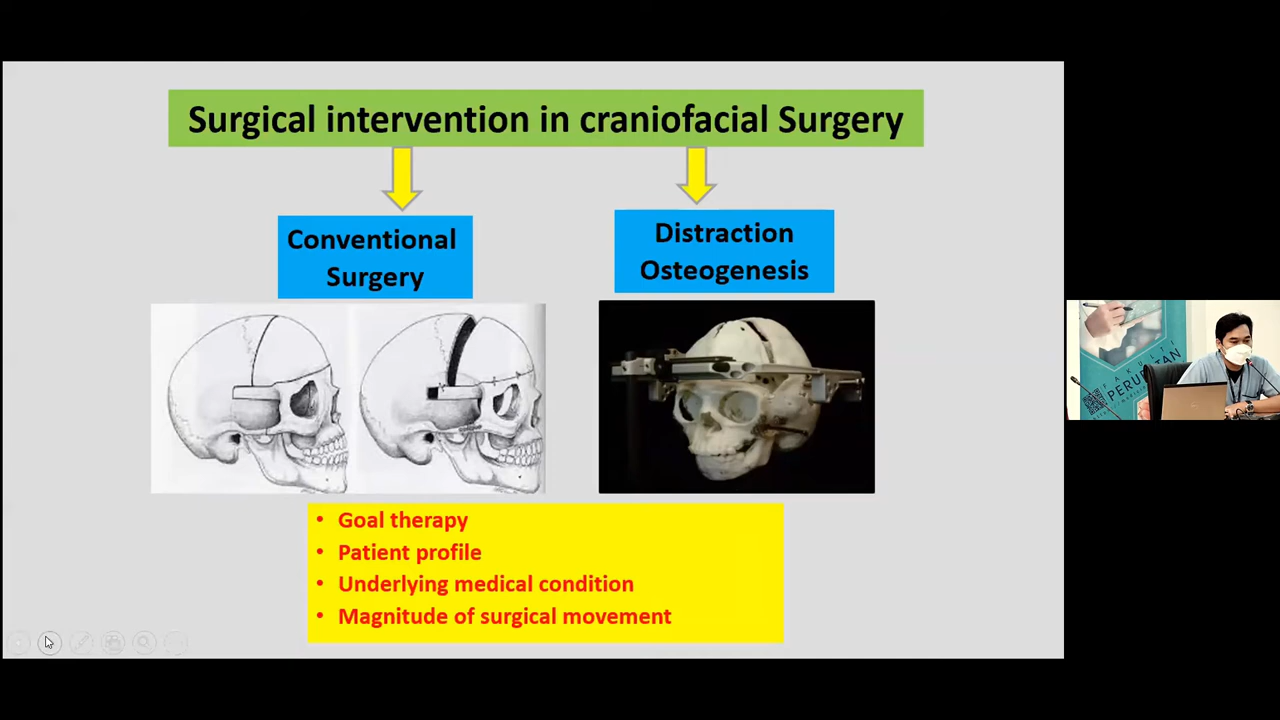 Surgical intervention in craniofacial Surgery
Conventional
Surgery
Distraction
Osteogenesis
• Goal therapy
• Patient profile
• Underlying medical condition
• Magnitude of surgical movement
FAKULTI